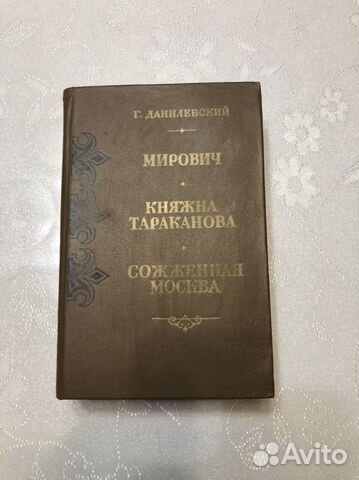 Г. ДАНИЛЕВСКИЙ
МИРОВИЧ
КНЯЖНА
ТАРАКАНОВА
СОЖЖЕННАЯ
МОСКВА
Avito